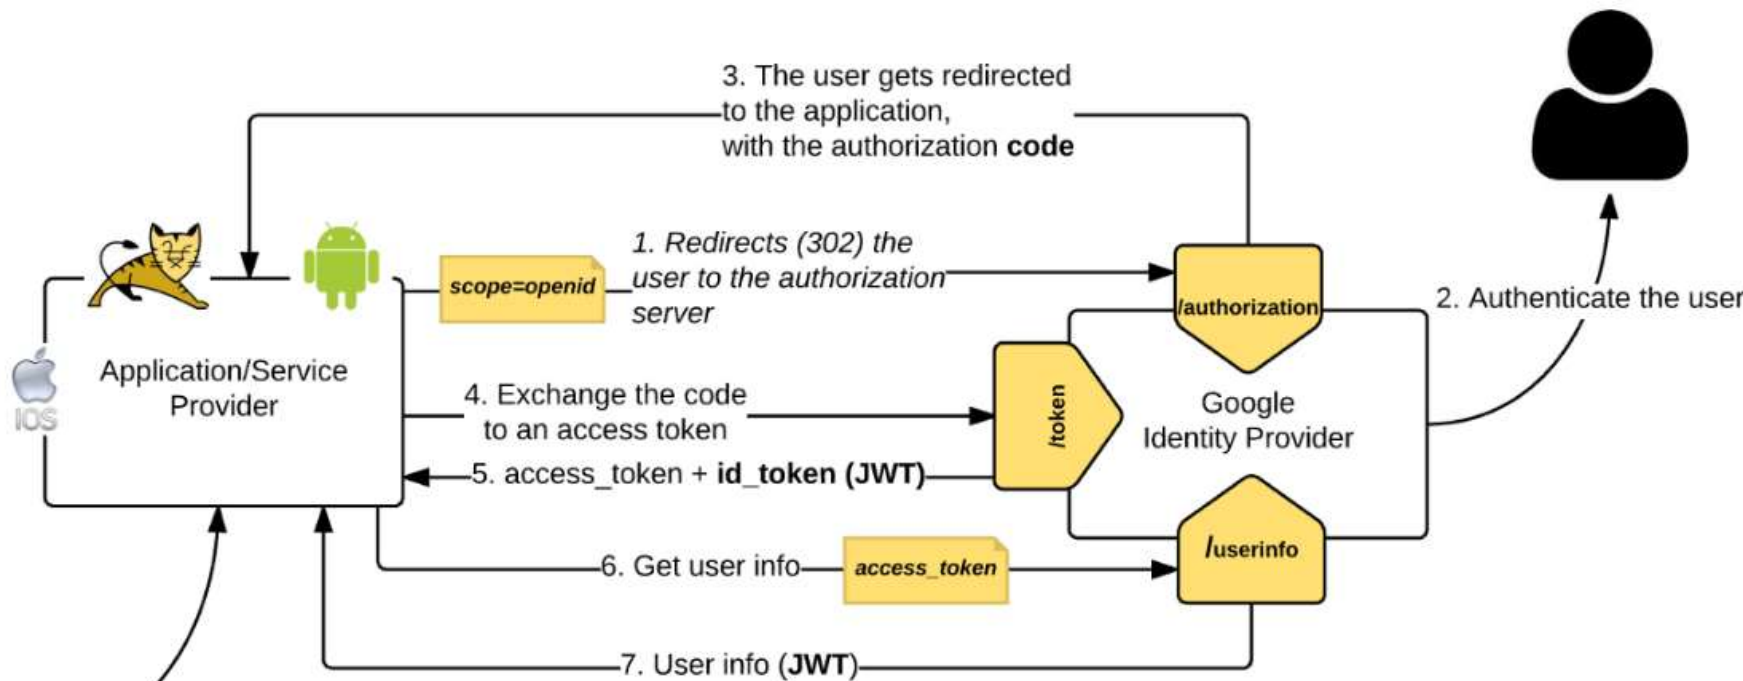 3. The user gets redirected
to the application,
with the authorization code
scope=openid
1. Redirects (302) the
user to the authorization
server
/authorization
2. Authenticate the user
IOS
Application/Service
Provider
4. Exchange the code
to an access token
/token
Google
Identity Provider
5. access_token + id_token (JWT)
6. Get user info
access_token
/userinfo
7. User info (JWT)